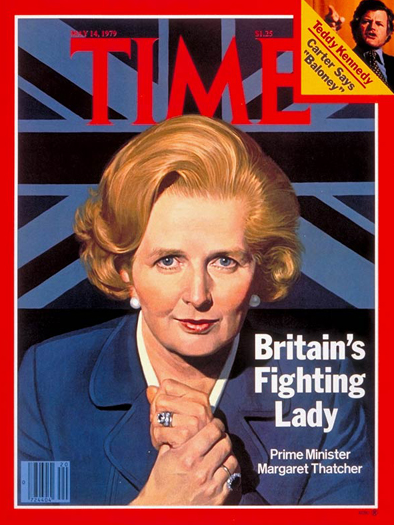 MAY 14, 1979
$1.25
TIME
Teddy Kennedy
Carter Says
"Baloney"
Britain's
Fighting
Lady
Prime Minister
Margaret Thatcher